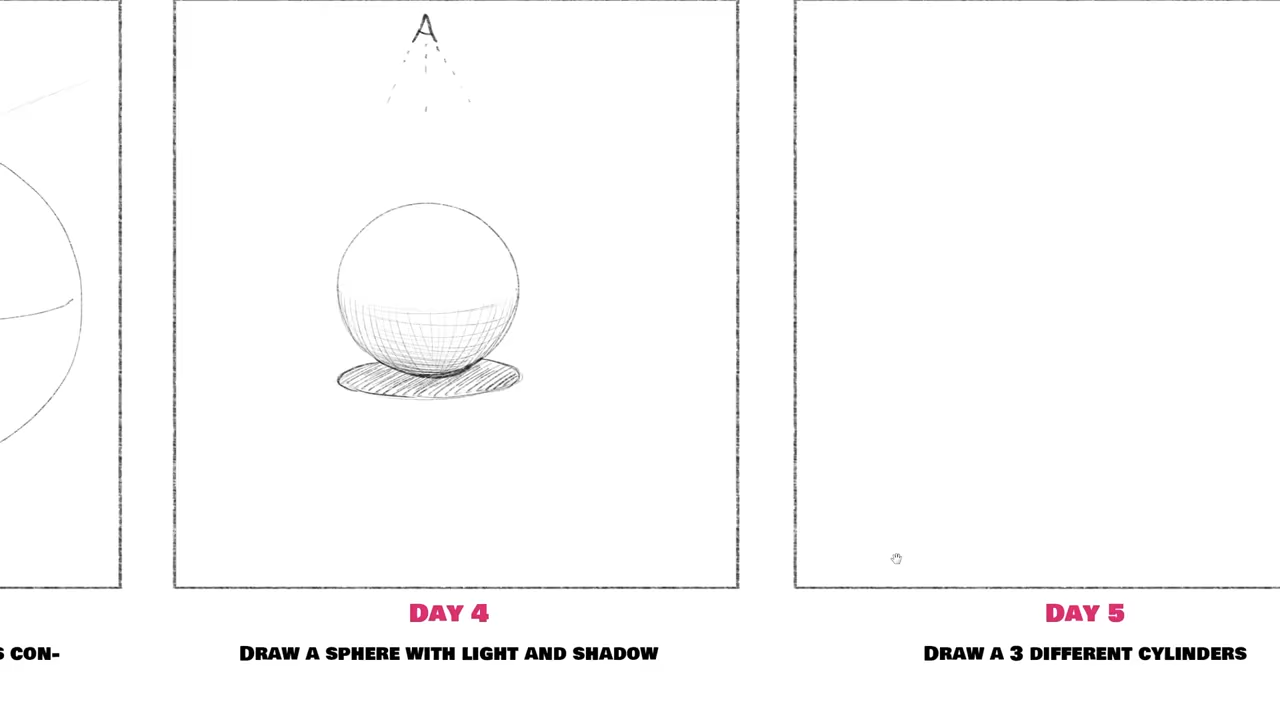 A
Day 4
Day 5
s con-
Draw a sphere with light and shadow
Draw a 3 different cylinders